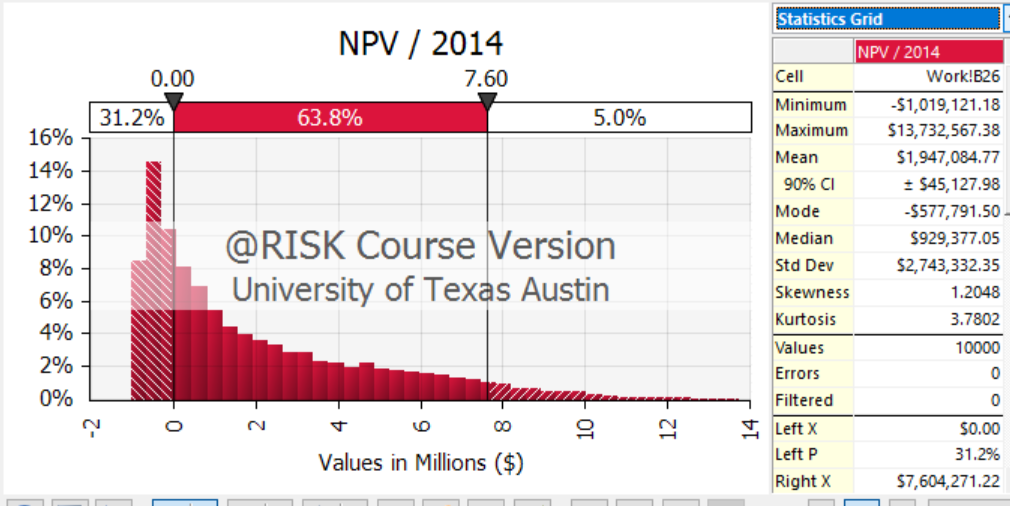 NPV / 2014
0.00 7.60
31.2% 63.8% 5.0%
16%
14%
12%
10%
8%
6%
4%
2%
0%
@RISK Course Version
University of Texas Austin
-2 0 2 4 6 8 10 12 14
Values in Millions ($)
Statistics Grid
NPV / 2014
Cell Work!B26
Minimum -$1,019,121.18
Maximum $13,732,567.38
Mean $1,947,084.77
90% CI ± $45,127.98
Mode -$577,791.50
Median $929,377.05
Std Dev $2,743,332.35
Skewness 1.2048
Kurtosis 3.7802
Values 10000
Errors 0
Filtered 0
Left X $0.00
Left P 31.2%
Right X $7,604,271.22